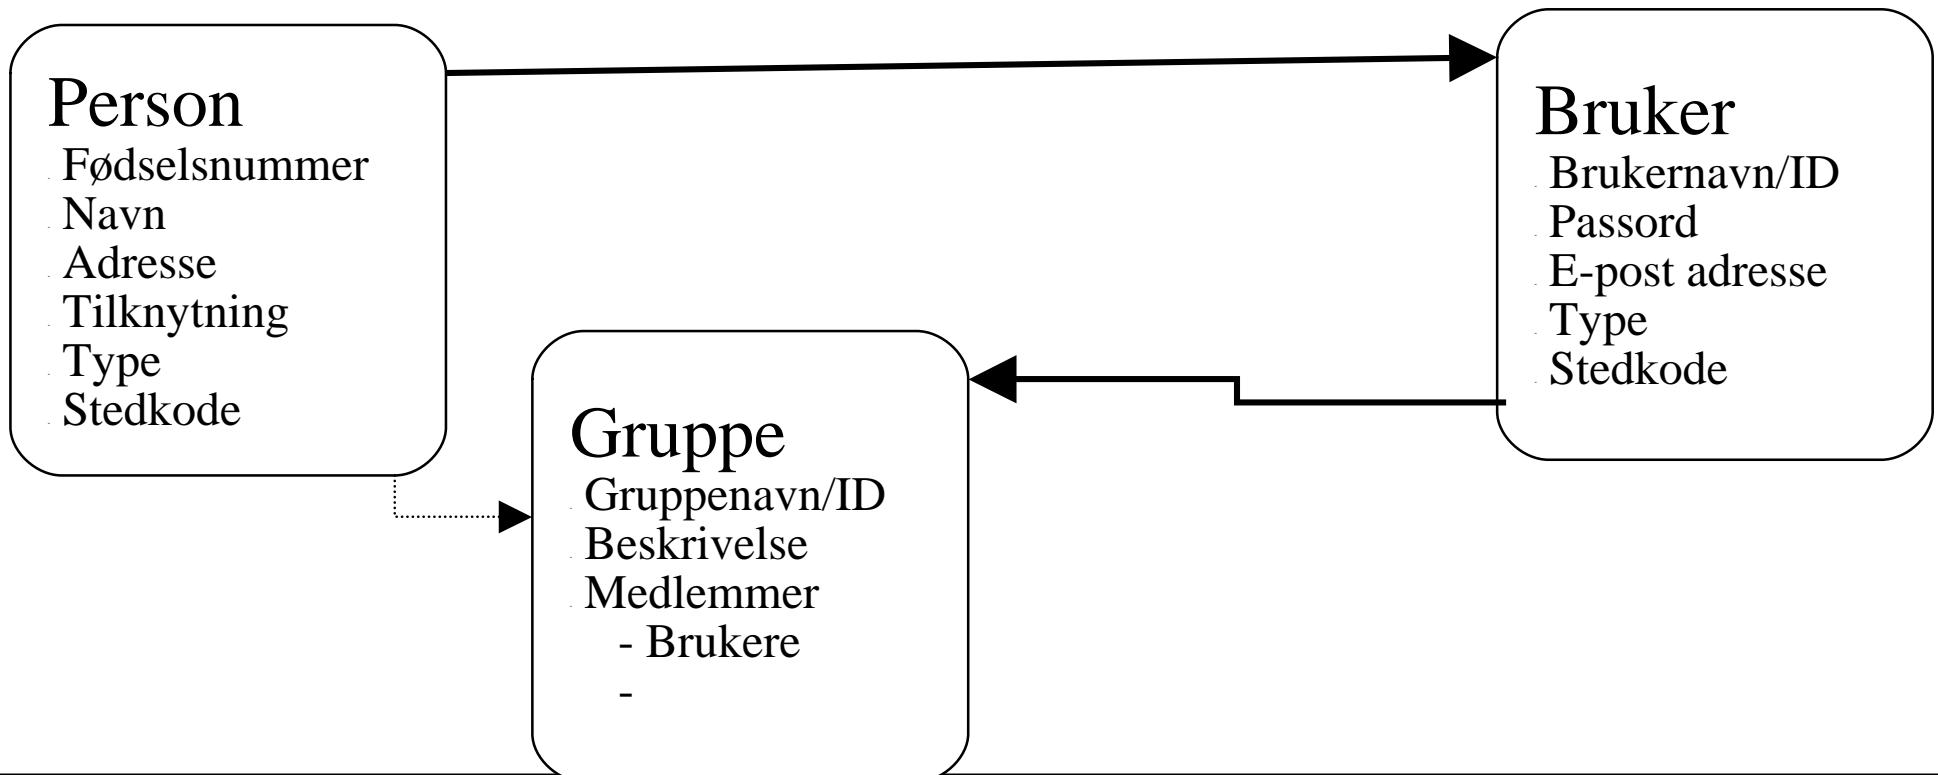 Person
Fødselsnummer
Navn
Adresse
Tilknytning
Type
Stedkode
Bruker
Brukernavn/ID
Passord
E-post adresse
Type
Stedkode
Gruppe
Gruppenavn/ID
Beskrivelse
Medlemmer
- Brukere
-